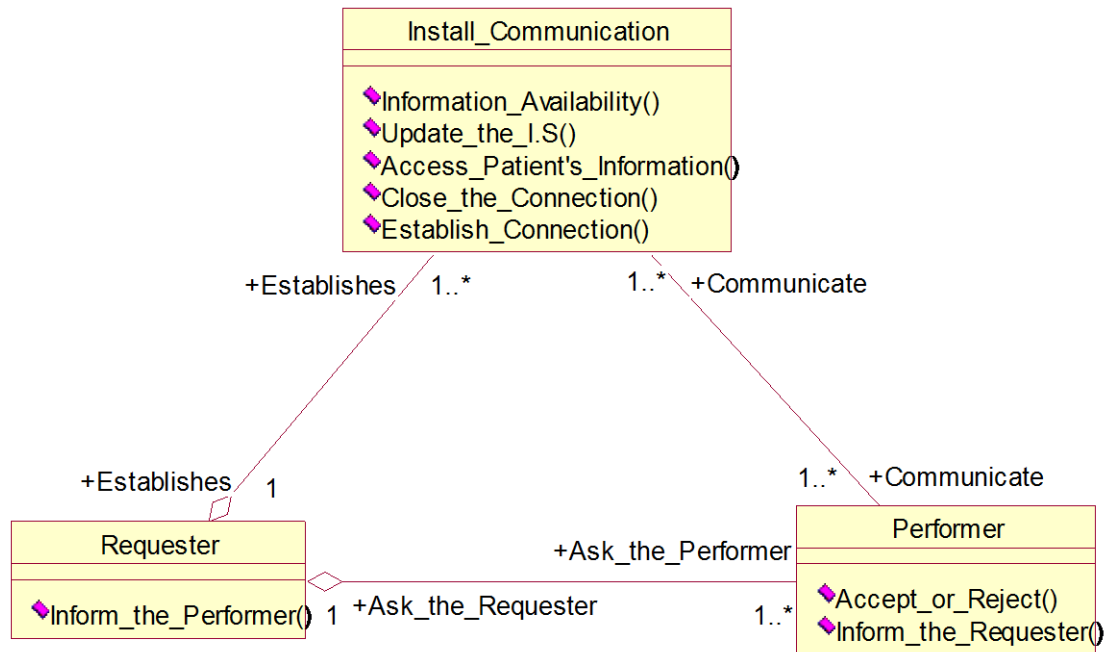 Install_Communication
Information_Availability()
Update_the_I.S()
Access_Patient's_Information()
Close_the_Connection()
Establish_Connection()
+Establishes 1..* 1..* +Communicate
+Establishes 1 1..* +Communicate
Requester
Inform_the_Performer()
1 +Ask_the_Requester
+Ask_the_Performer
1..*
Performer
Accept_or_Reject()
Inform_the_Requester()